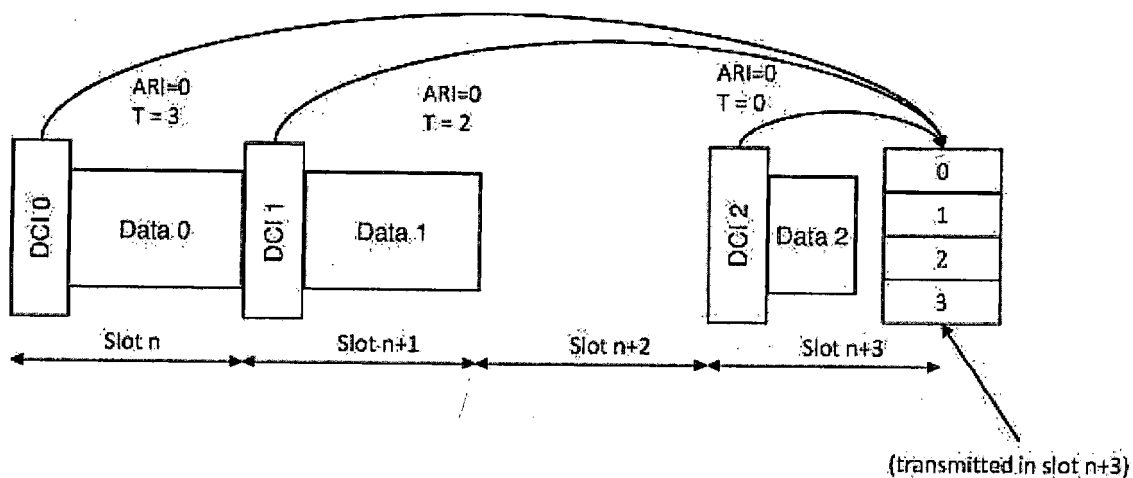 ARI=0
T = 3
ARI=0
T = 2
ARI=0
T = 0
DCI 0
Data 0
DCI 1
Data 1
DCI 2
Data 2
0
1
2
3
Slot n
Slot n+1
Slot n+2
Slot n+3
(transmitted in slot n+3)